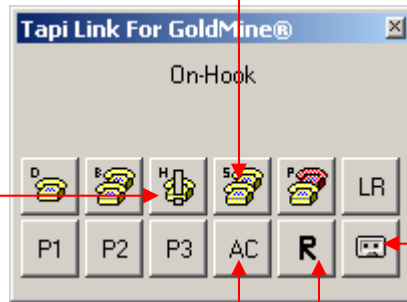 Tapi Link For GoldMine®
On-Hook
D B H S P LR
P1 P2 P3 AC R